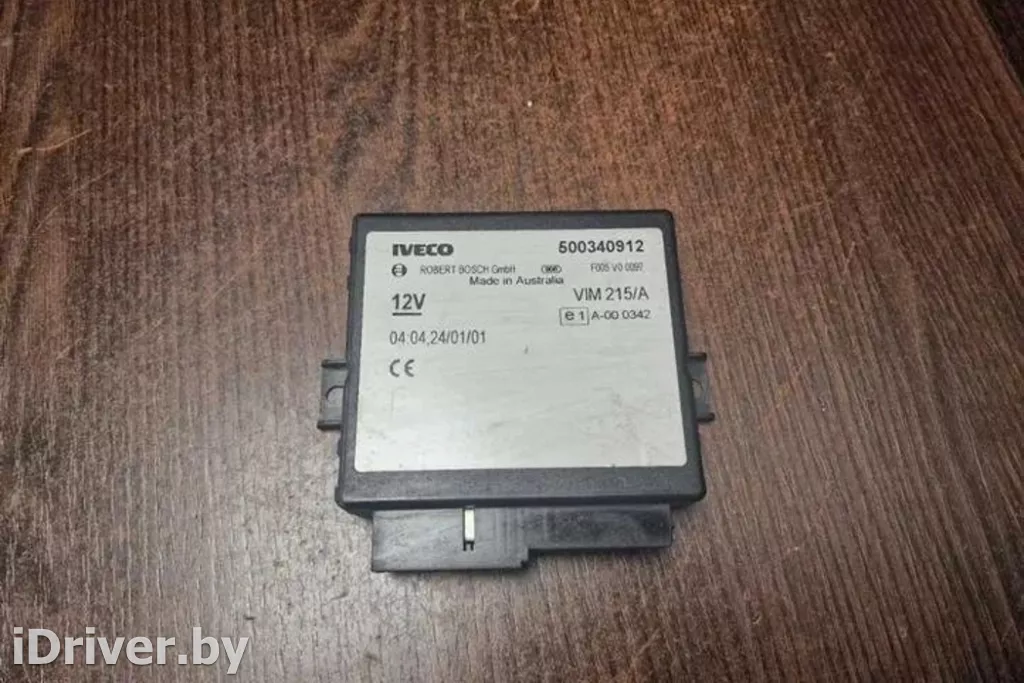 IVECO 500340912
ROBERT BOSCH GmbH F005 V0 0097
Made in Australia
12V VIM 215/A
e1 A-00 0342
04:04,24/01/01
CE
iDriver.by